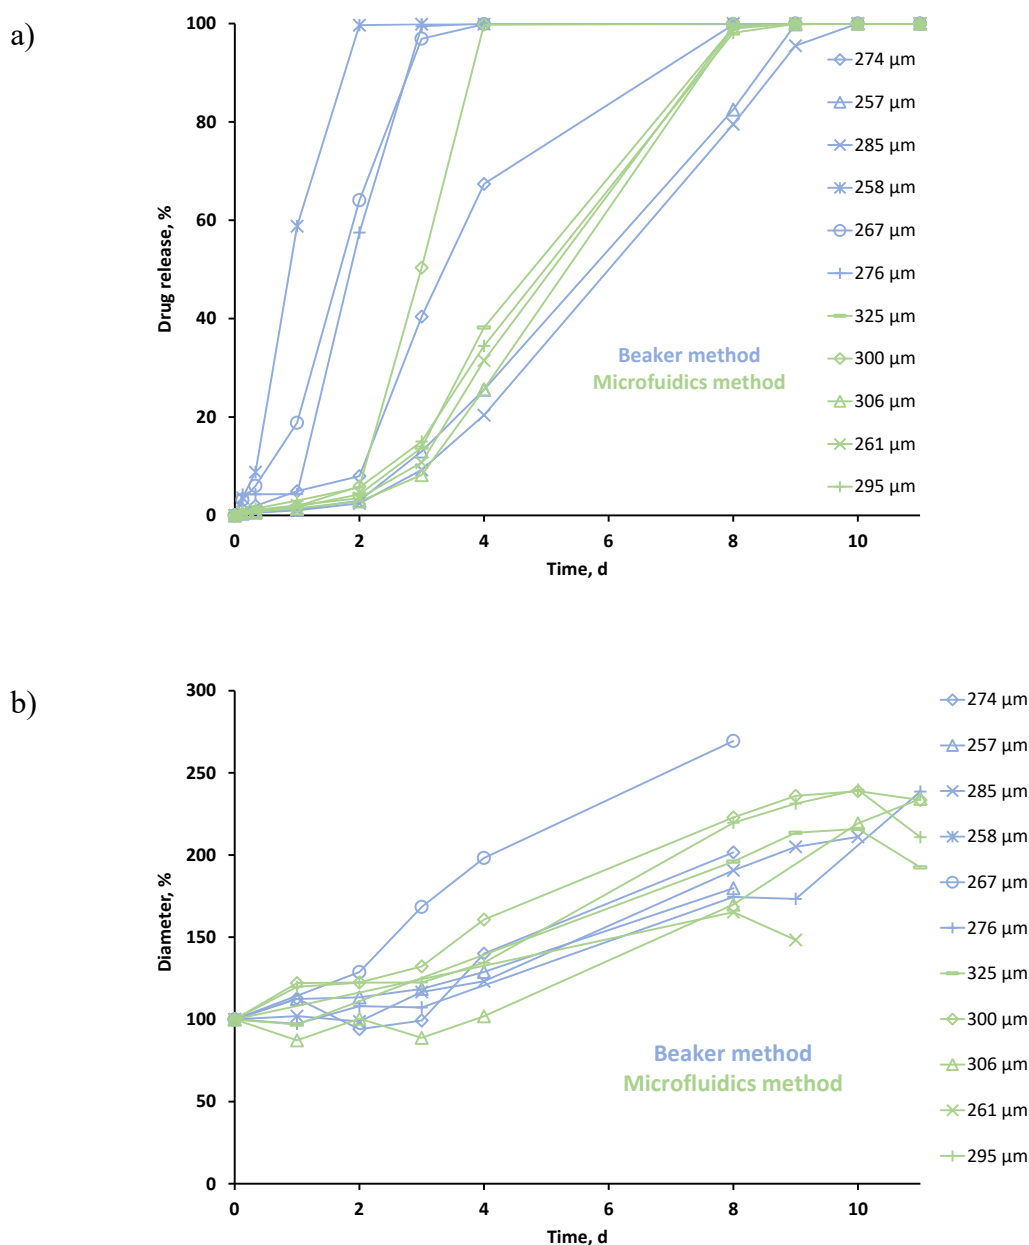 a)
Drug release, %
100
80
60
40
20
0
0 2 4 6 8 10
Time, d
Beaker method
Microfuidics method
274 µm
257 µm
285 µm
258 µm
267 µm
276 µm
325 µm
300 µm
306 µm
261 µm
295 µm
b)
Diameter, %
300
250
200
150
100
50
0
0 2 4 6 8 10
Time, d
Beaker method
Microfluidics method
274 µm
257 µm
285 µm
258 µm
267 µm
276 µm
325 µm
300 µm
306 µm
261 µm
295 µm